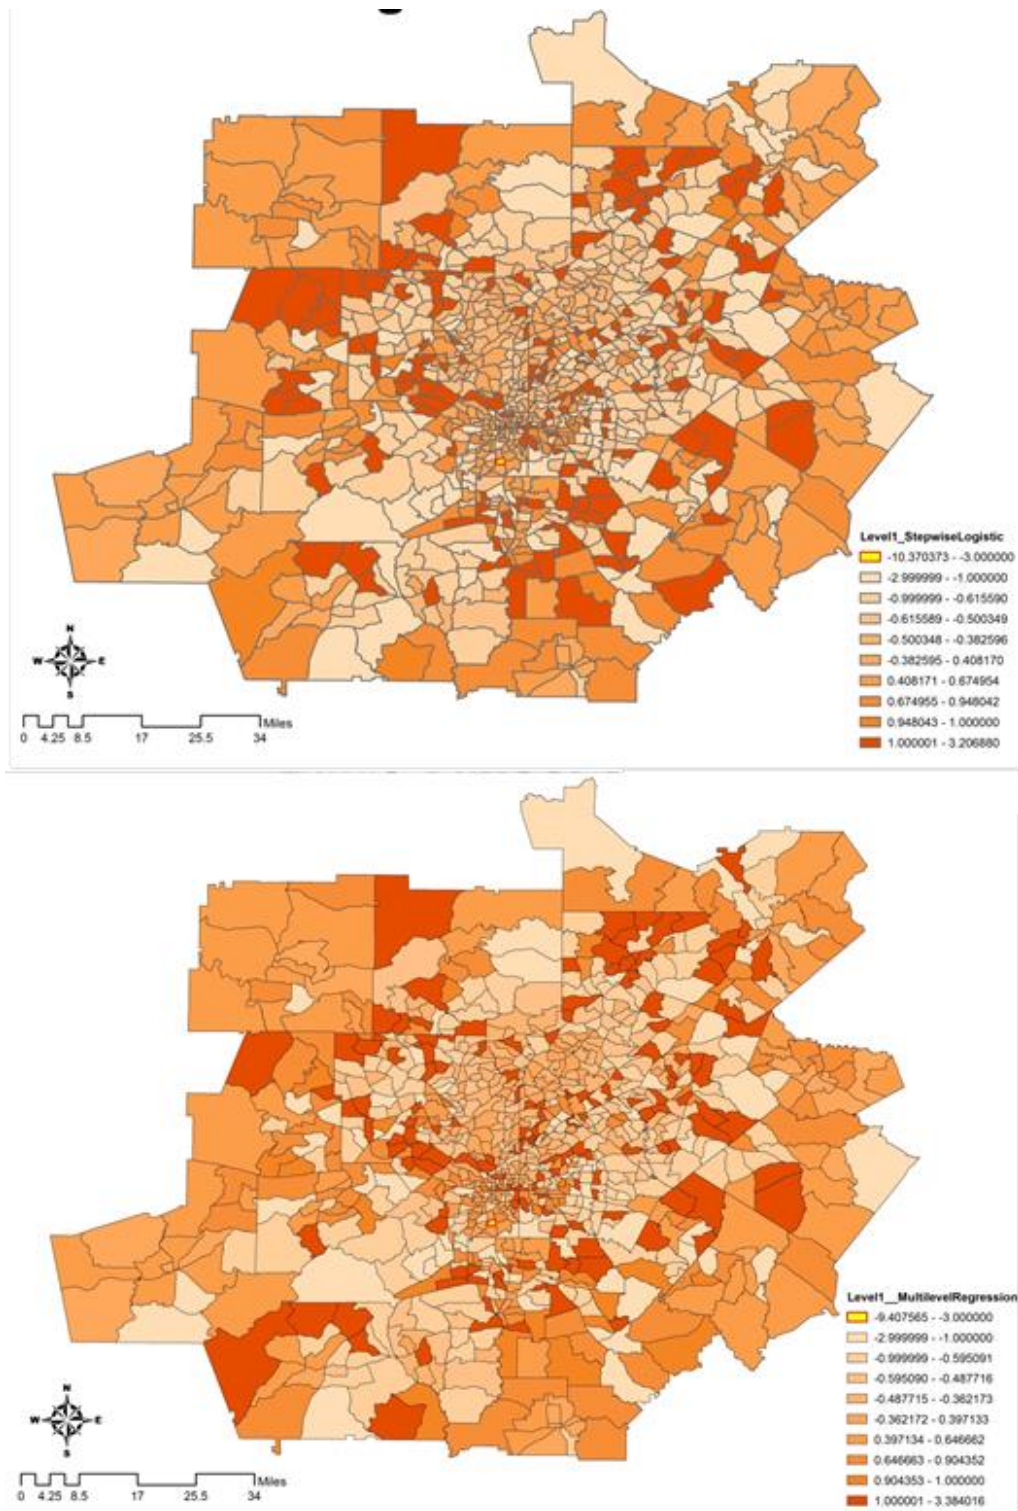 Level1_StepwiseLogistic
-10.370373 - -3.000000
-2.999999 - -1.000000
-0.999999 - -0.615590
-0.615589 - -0.500349
-0.500348 - -0.382596
-0.382595 - 0.408170
0.408171 - 0.674954
0.674955 - 0.948042
0.948043 - 1.000000
1.000001 - 3.206880
N
W E
S
Miles
0 4.25 8.5 17 25.5 34
Level1__MultilevelRegression
-9.407565 - -3.000000
-2.999999 - -1.000000
-0.999999 - -0.595091
-0.595090 - -0.487716
-0.487715 - -0.362173
-0.362172 - 0.397133
0.397134 - 0.646662
0.646663 - 0.904352
0.904353 - 1.000000
1.000001 - 3.384016
N
W E
S
Miles
0 4.25 8.5 17 25.5 34